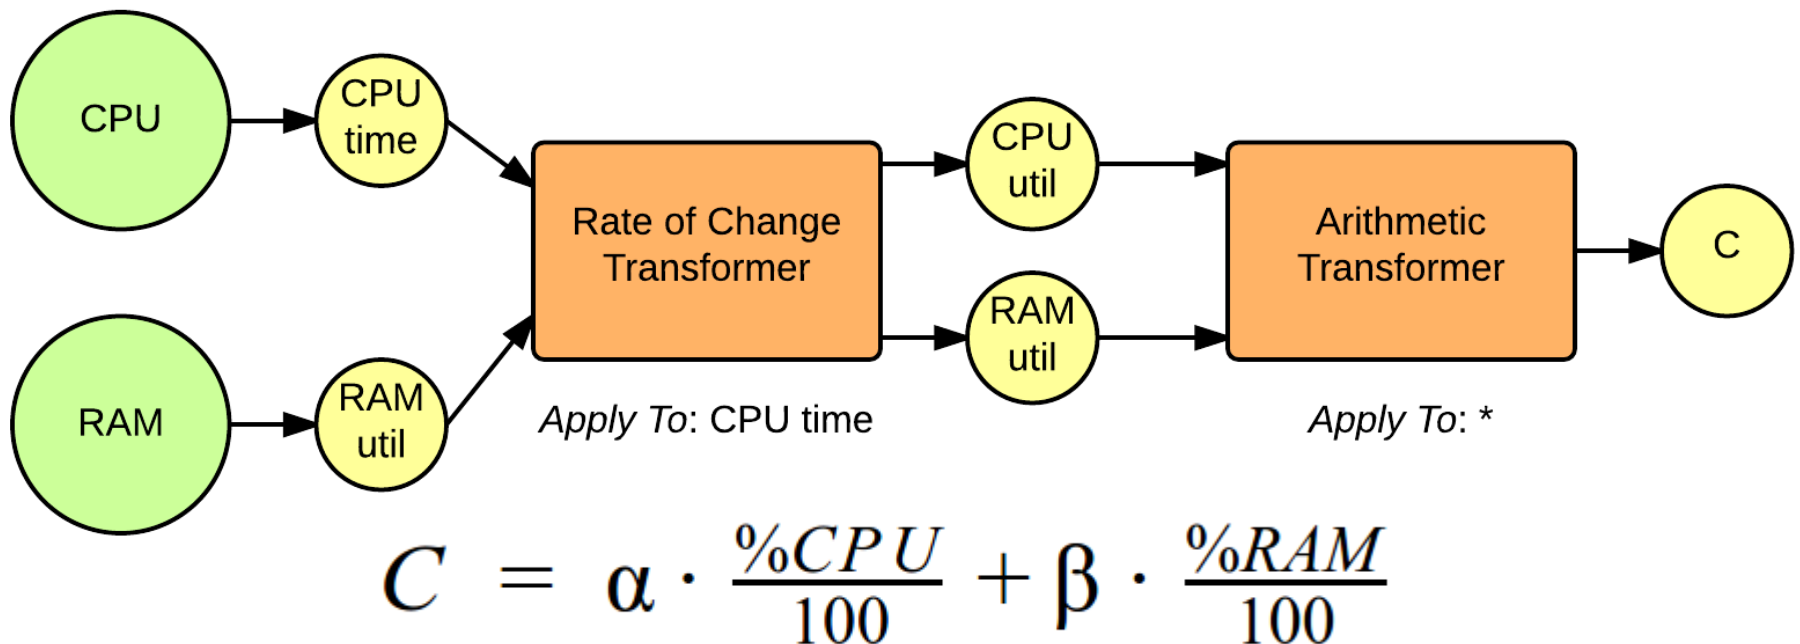 CPU
CPU
time
Rate of Change
Transformer
CPU
util
Arithmetic
Transformer
C
RAM
RAM
util
RAM
util
Apply To: CPU time
Apply To: *
C = α · %CPU/100 + β · %RAM/100